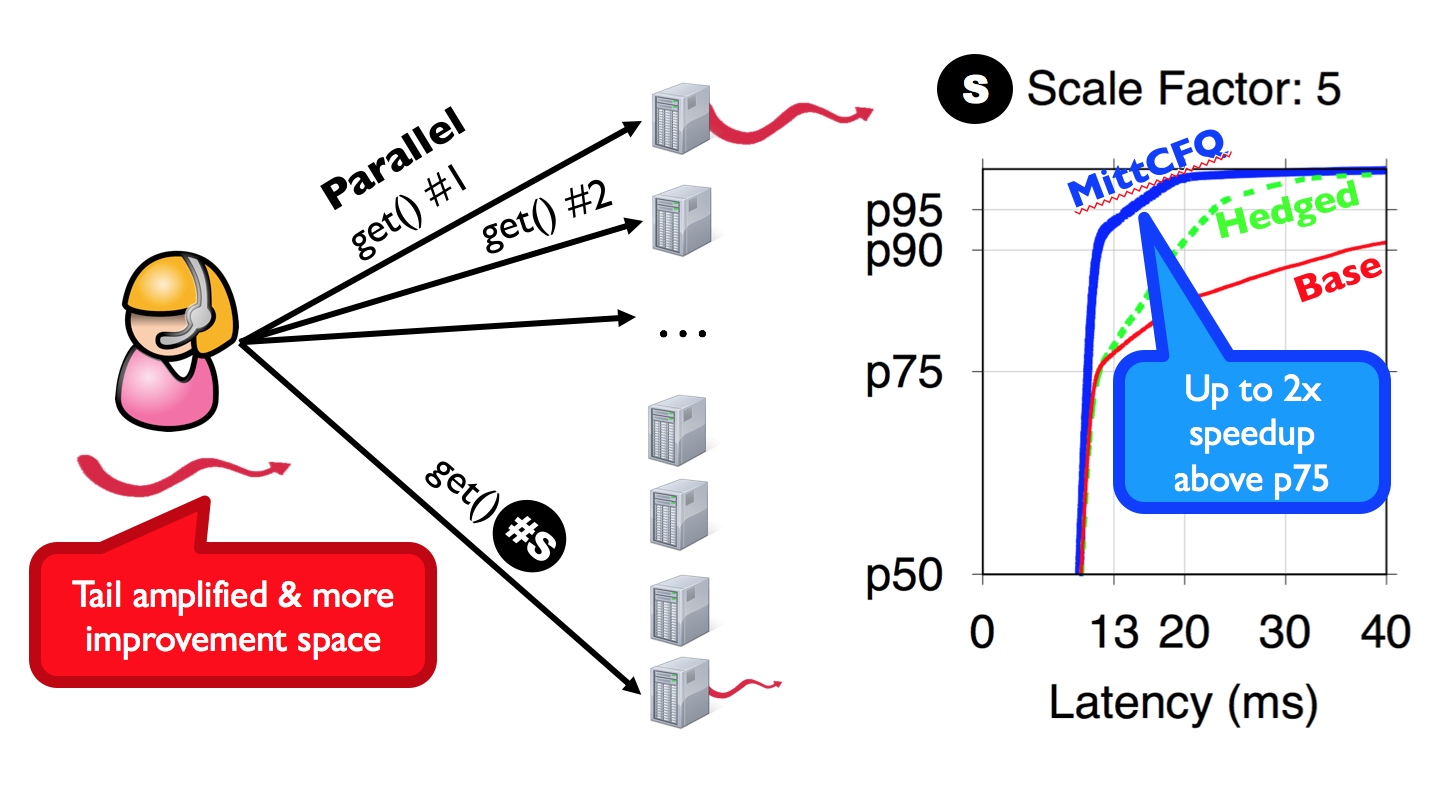 Parallel
get() #1
get() #2
...
get() #S
Tail amplified & more
improvement space
S Scale Factor: 5
MittCFQ
Hedged
Base
p95
p90
p75
p50
Up to 2x
speedup
above p75
0 13 20 30 40
Latency (ms)